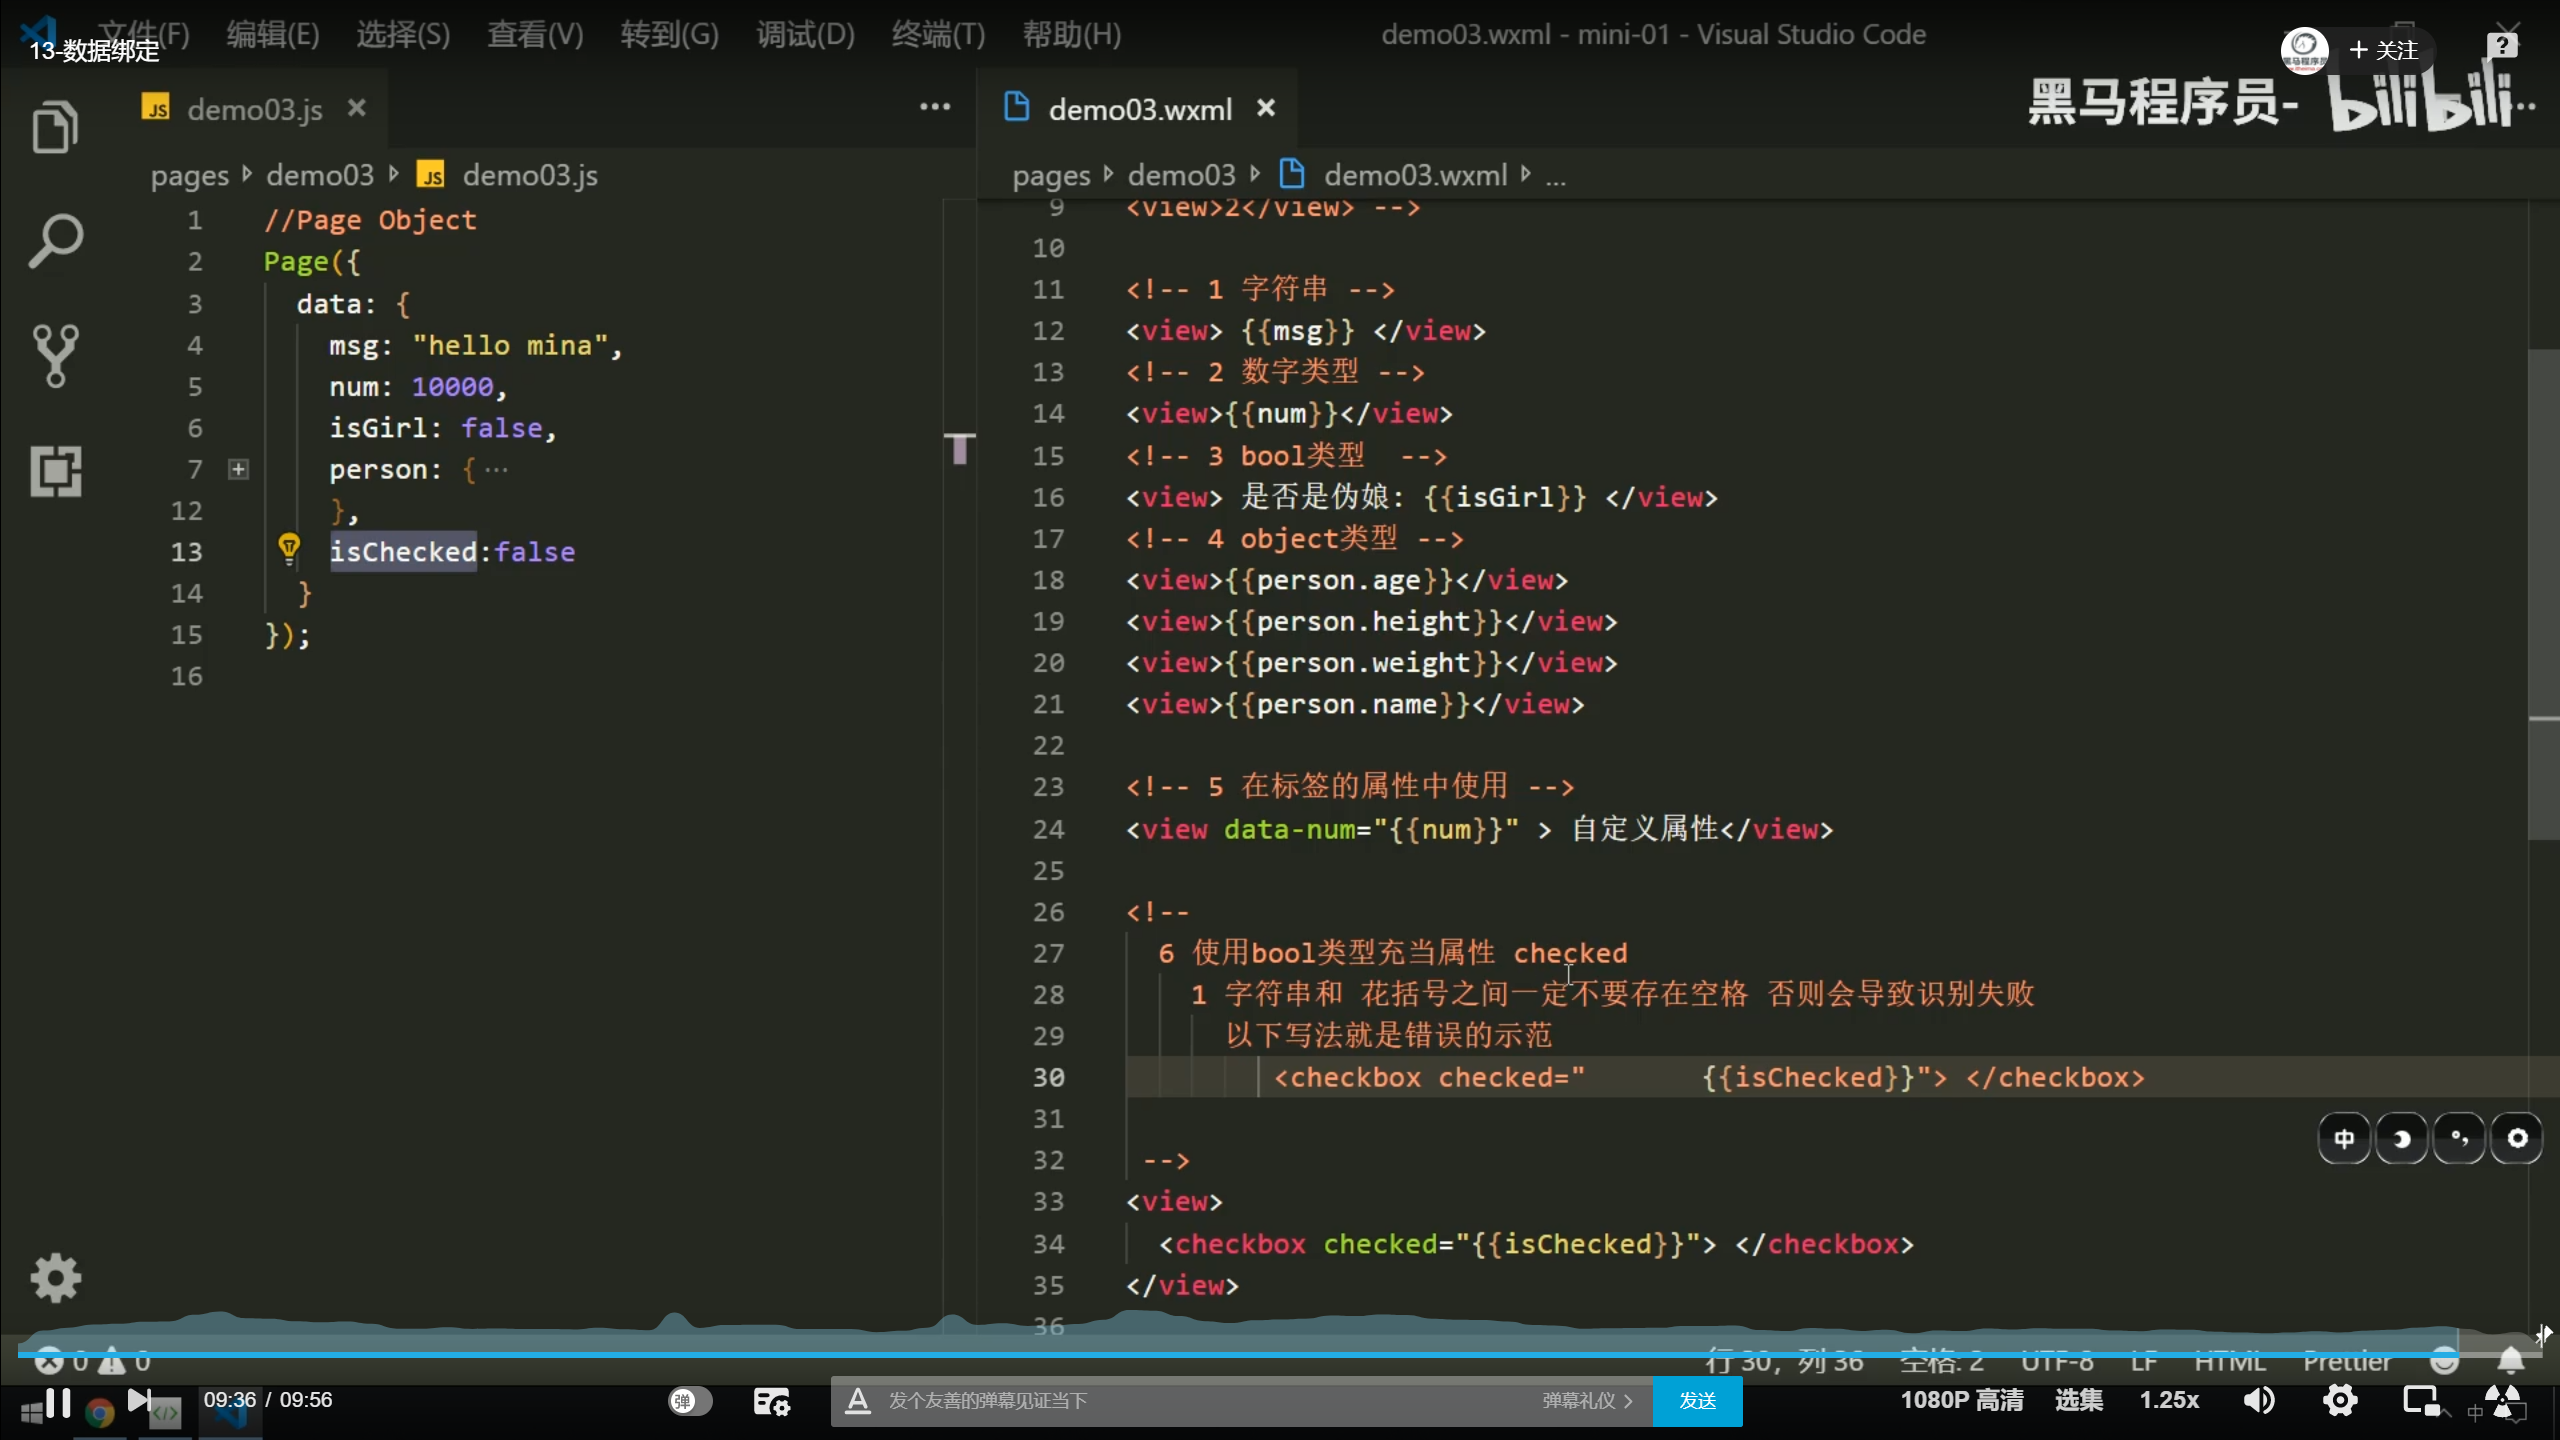 文件(F) 编辑(E) 选择(S) 查看(V) 转到(G) 调试(D) 终端(T) 帮助(H) demo03.wxml - mini-01 - Visual Studio Code
13-数据绑定
+ 关注
黑马程序员- bilibili
JS demo03.js × ···
demo03.wxml ×
pages demo03 JS demo03.js
pages demo03 demo03.wxml ...
1 //Page Object
2 Page({
3 data: {
4 msg: "hello mina",
5 num: 10000,
6 isGirl: false,
7 person: { ···
12 },
13 isChecked:false
14 }
15 });
16
9 <view>2</view> -->
10
11 <!-- 1 字符串 -->
12 <view> {{msg}} </view>
13 <!-- 2 数字类型 -->
14 <view>{{num}}</view>
15 <!-- 3 bool类型  -->
16 <view> 是否是伪娘: {{isGirl}} </view>
17 <!-- 4 object类型 -->
18 <view>{{person.age}}</view>
19 <view>{{person.height}}</view>
20 <view>{{person.weight}}</view>
21 <view>{{person.name}}</view>
22
23 <!-- 5 在标签的属性中使用 -->
24 <view data-num="{{num}}" > 自定义属性</view>
25
26 <!--
27 6 使用bool类型充当属性 checked
28 1 字符串和 花括号之间一定不要存在空格 否则会导致识别失败
29 以下写法就是错误的示范
30 <checkbox checked="       {{isChecked}}"> </checkbox>
31
32 -->
33 <view>
34 <checkbox checked="{{isChecked}}"> </checkbox>
35 </view>
36
中
0 0 行 30，列 36 空格: 2 UTF-8 LF HTML Prettier
09:36 / 09:56 弹 发个友善的弹幕见证当下 弹幕礼仪 > 发送 1080P 高清 选集 1.25x 中